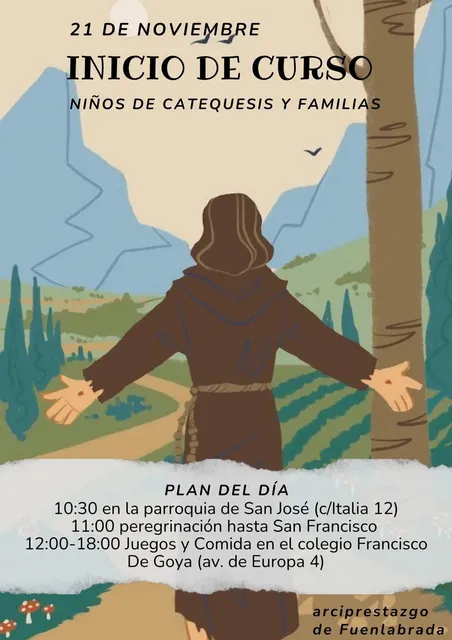 21 DE NOVIEMBRE
INICIO DE CURSO
NIÑOS DE CATEQUESIS Y FAMILIAS
PLAN DEL DÍA
10:30 en la parroquia de San José (c/Italia 12)
11:00 peregrinación hasta San Francisco
12:00-18:00 Juegos y Comida en el colegio Francisco
De Goya (av. de Europa 4)
arciprestazgo
de Fuenlabrada